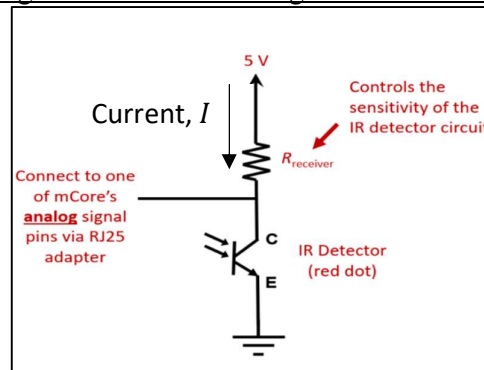 5 V
Controls the
sensitivity of the
IR detector circuit
Current, I
Rreceiver
Connect to one
of mCore's
analog signal
pins via RJ25
adapter
C
IR Detector
(red dot)
E